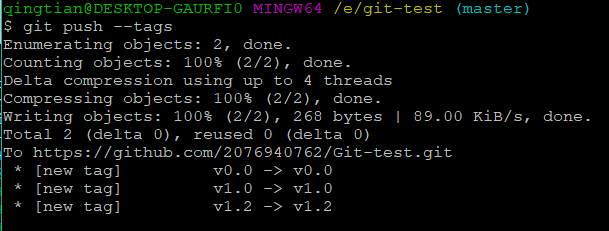 qingtian@DESKTOP-GAURFI0 MINGW64 /e/git-test (master)
$ git push --tags
Enumerating objects: 2, done.
Counting objects: 100% (2/2), done.
Delta compression using up to 4 threads
Compressing objects: 100% (2/2), done.
Writing objects: 100% (2/2), 268 bytes | 89.00 KiB/s, done.
Total 2 (delta 0), reused 0 (delta 0)
To https://github.com/2076940762/Git-test.git
 * [new tag]         v0.0 -> v0.0
 * [new tag]         v1.0 -> v1.0
 * [new tag]         v1.2 -> v1.2